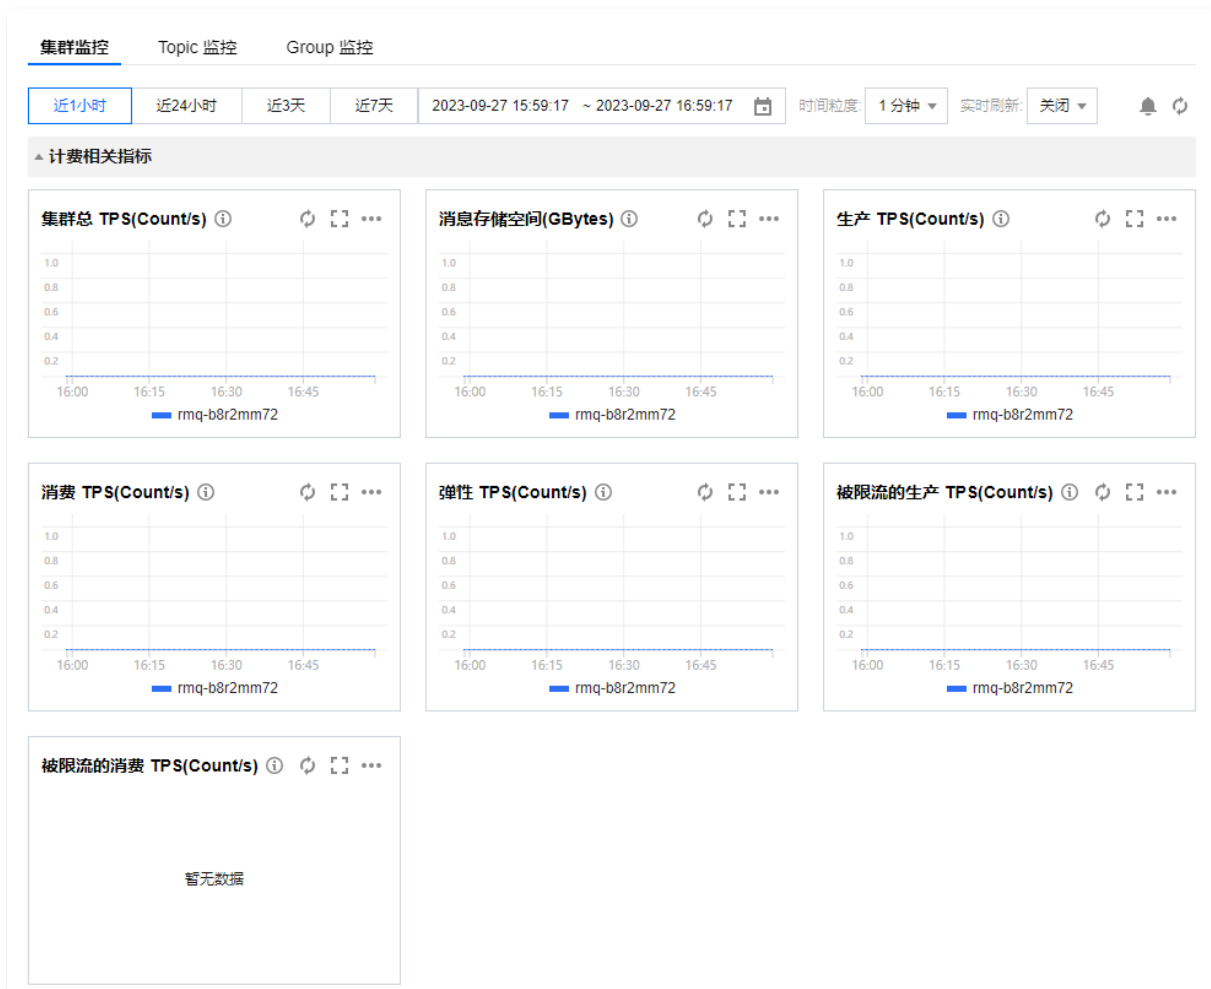 集群监控 Topic 监控 Group 监控
近1小时 近24小时 近3天 近7天 2023-09-27 15:59:17 ~ 2023-09-27 16:59:17 时间粒度: 1 分钟 实时刷新: 关闭
计费相关指标
集群总 TPS(Count/s)
1.0
0.8
0.6
0.4
0.2
16:00 16:15 16:30 16:45
rmq-b8r2mm72
消息存储空间(GBytes)
1.0
0.8
0.6
0.4
0.2
16:00 16:15 16:30 16:45
rmq-b8r2mm72
生产 TPS(Count/s)
1.0
0.8
0.6
0.4
0.2
16:00 16:15 16:30 16:45
rmq-b8r2mm72
消费 TPS(Count/s)
1.0
0.8
0.6
0.4
0.2
16:00 16:15 16:30 16:45
rmq-b8r2mm72
弹性 TPS(Count/s)
1.0
0.8
0.6
0.4
0.2
16:00 16:15 16:30 16:45
rmq-b8r2mm72
被限流的生产 TPS(Count/s)
1.0
0.8
0.6
0.4
0.2
16:00 16:15 16:30 16:45
rmq-b8r2mm72
被限流的消费 TPS(Count/s)
暂无数据